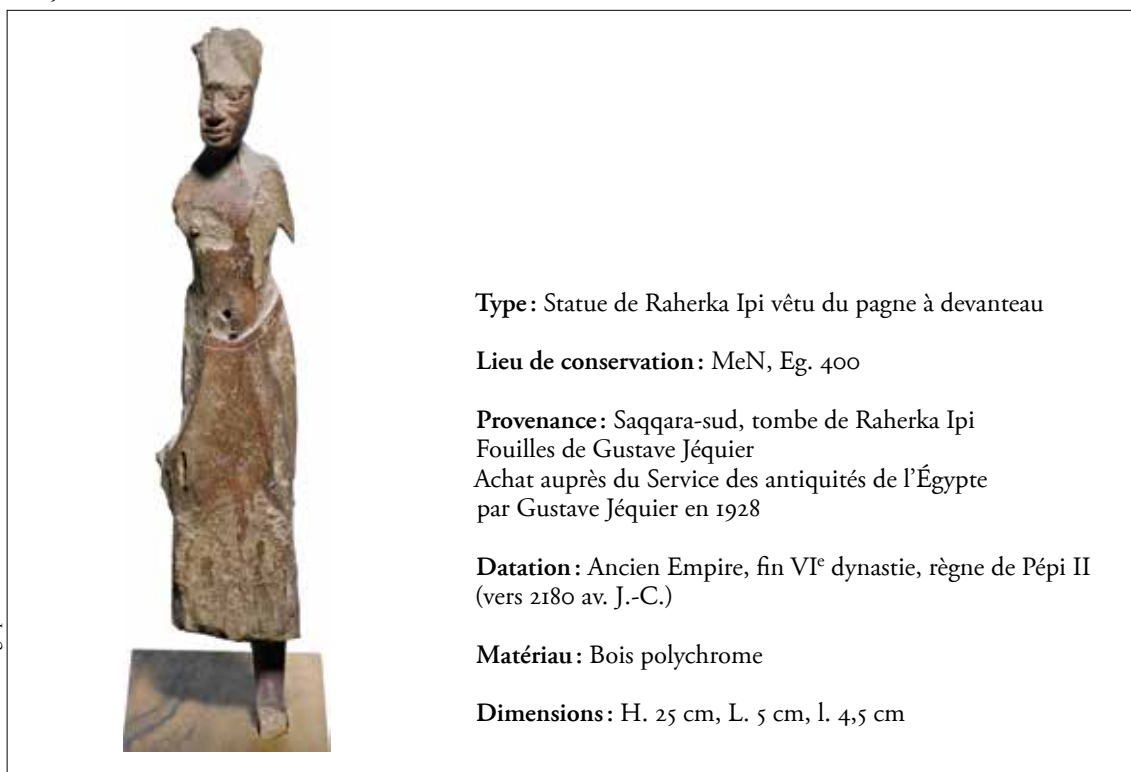 Type : Statue de Raherka Ipi vêtu du pagne à devanteau
Lieu de conservation : MeN, Eg. 400
Provenance : Saqqara-sud, tombe de Raherka Ipi
Fouilles de Gustave Jéquier
Achat auprès du Service des antiquités de l’Égypte
par Gustave Jéquier en 1928
Datation : Ancien Empire, fin VIᵉ dynastie, règne de Pépi II
(vers 2180 av. J.-C.)
Matériau : Bois polychrome
Dimensions : H. 25 cm, L. 5 cm, l. 4,5 cm